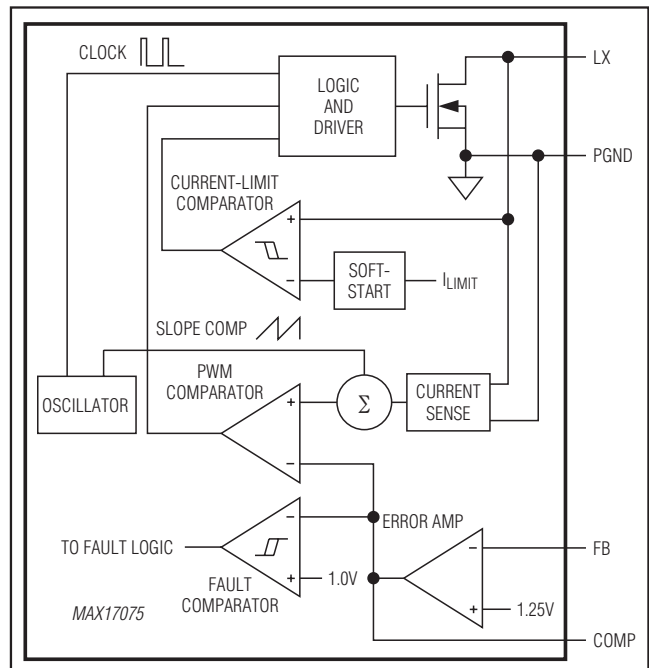 CLOCK
LX
LOGIC
AND
DRIVER
PGND
CURRENT-LIMIT
COMPARATOR
+
−
SOFT-
START
ILIMIT
SLOPE COMP
OSCILLATOR
PWM
COMPARATOR
+
−
Σ
CURRENT
SENSE
−
+
1.0V
TO FAULT LOGIC
FAULT
COMPARATOR
ERROR AMP
−
+
FB
1.25V
COMP
MAX17075